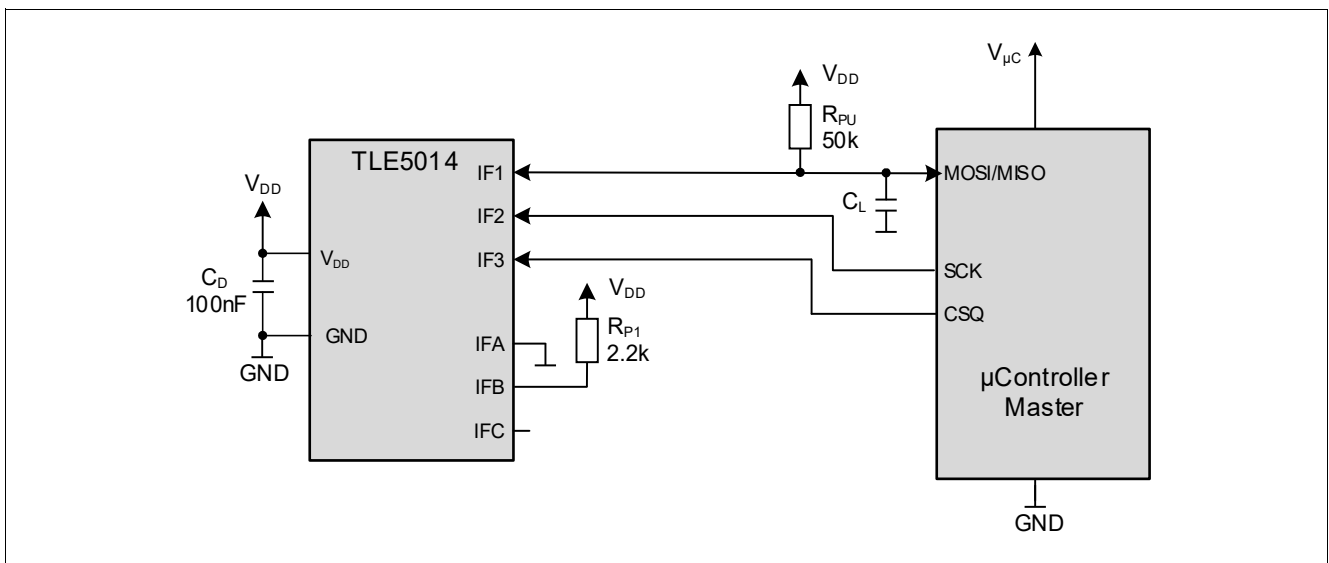 VµC
VDD
RPU
50k
TLE5014
IF1
MOSI/MISO
VDD
CL
IF2
VDD
IF3
SCK
CD
100nF
VDD
CSQ
RP1
2.2k
GND
IFA
GND
IFB
µController
Master
IFC
GND